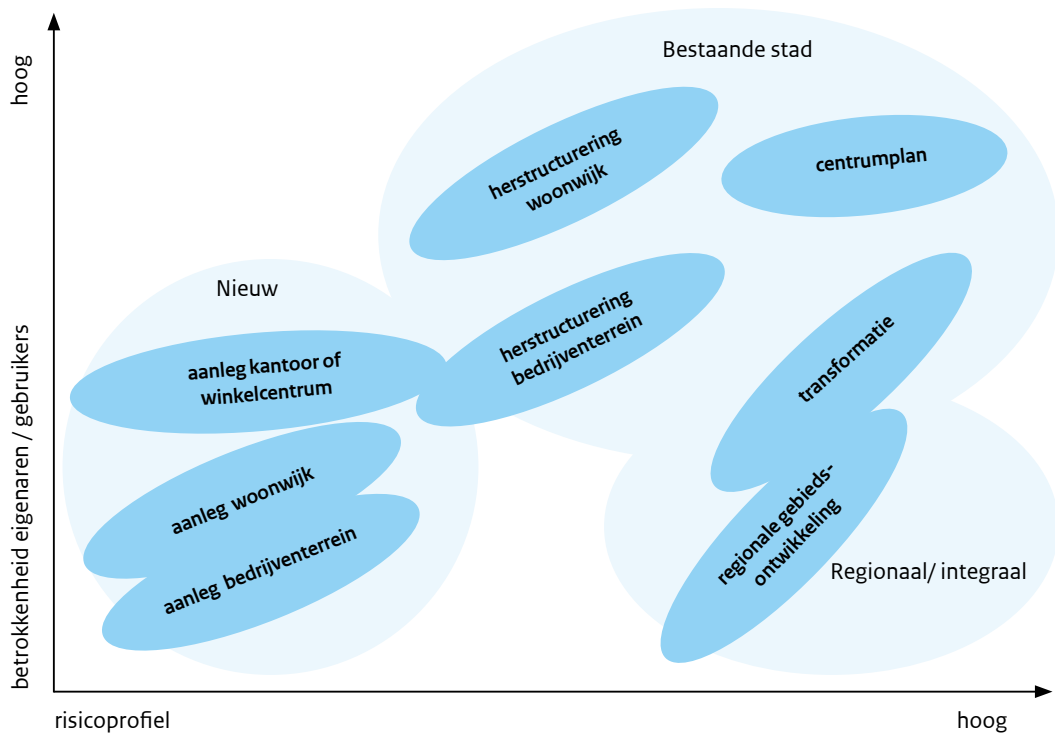 hoog
Bestaande stad
herstructurering
woonwijk
centrumplan
Nieuw
herstructurering
bedrijventerrein
transformatie
aanleg kantoor of
winkelcentrum
aanleg woonwijk
aanleg bedrijventerrein
regionale gebieds-
ontwikkeling
Regionaal/ integraal
betrokkenheid eigenaren / gebruikers
risicoprofiel
hoog